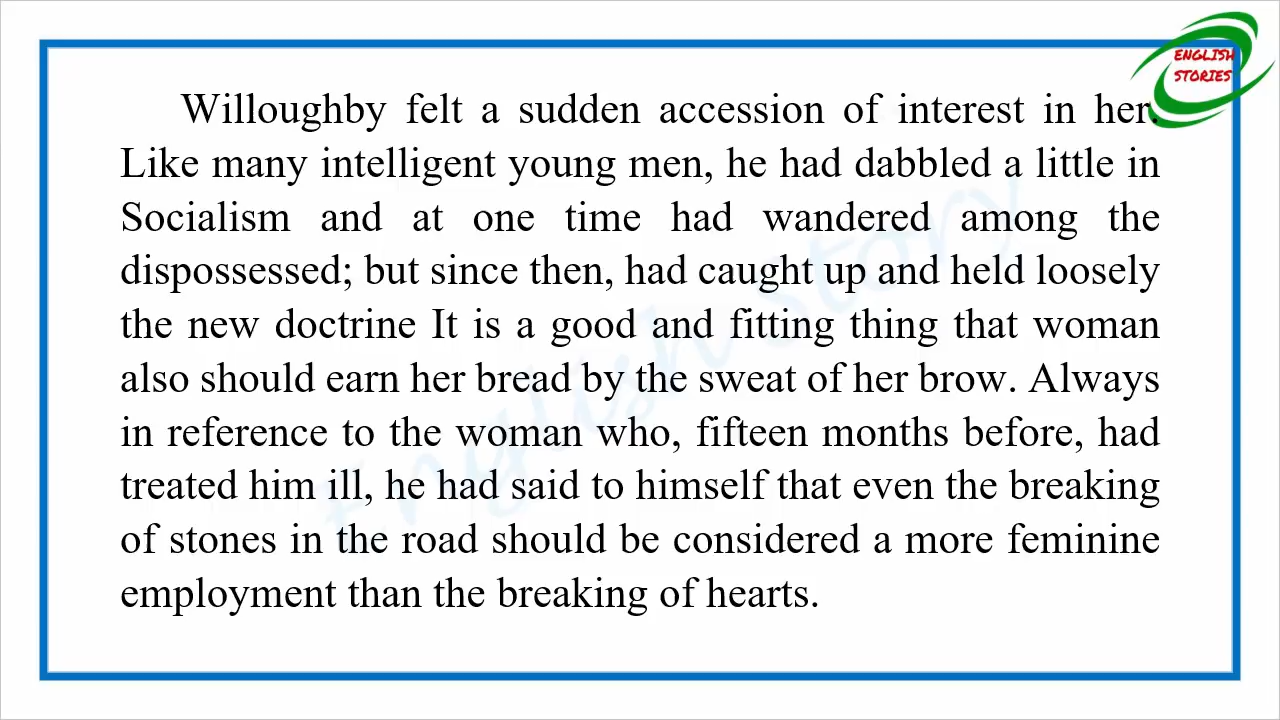 ENGLISH
STORIES
Willoughby felt a sudden accession of interest in her.
Like many intelligent young men, he had dabbled a little in
Socialism and at one time had wandered among the
dispossessed; but since then, had caught up and held loosely
the new doctrine It is a good and fitting thing that woman
also should earn her bread by the sweat of her brow. Always
in reference to the woman who, fifteen months before, had
treated him ill, he had said to himself that even the breaking
of stones in the road should be considered a more feminine
employment than the breaking of hearts.
English story